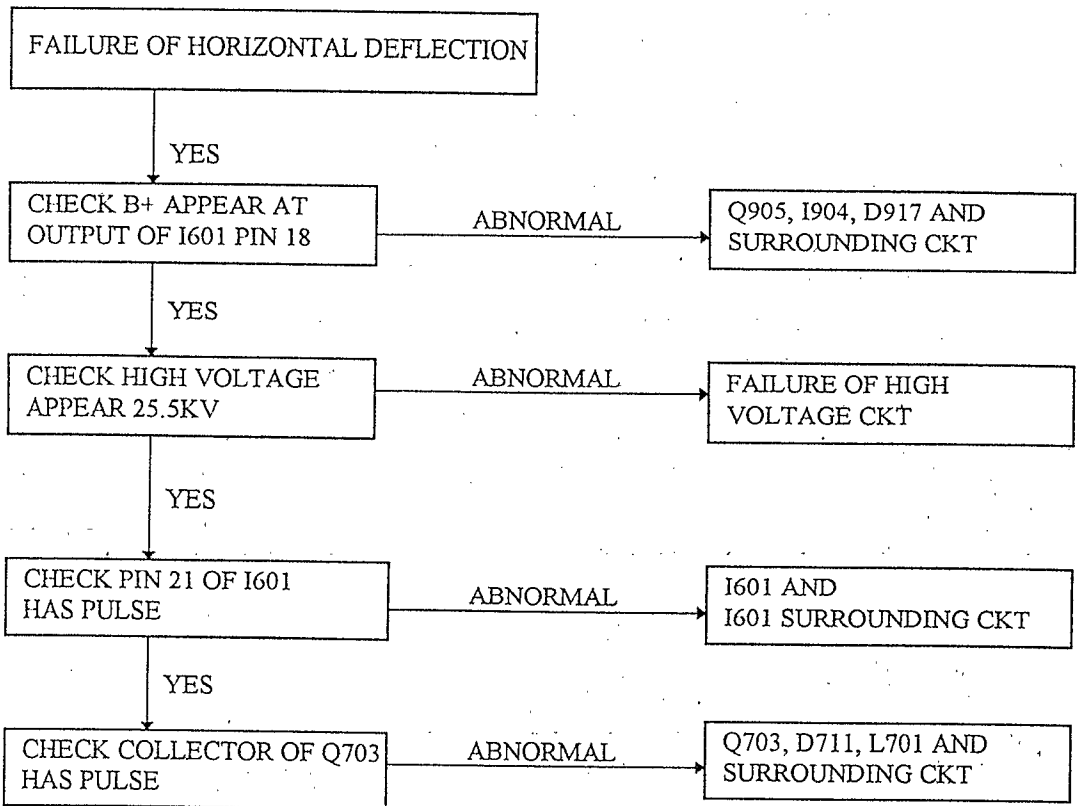 FAILURE OF HORIZONTAL DEFLECTION
YES
CHECK B+ APPEAR AT
OUTPUT OF I601 PIN 18
ABNORMAL
Q905, I904, D917 AND
SURROUNDING CKT
YES
CHECK HIGH VOLTAGE
APPEAR 25.5KV
ABNORMAL
FAILURE OF HIGH
VOLTAGE CKT
YES
CHECK PIN 21 OF I601
HAS PULSE
ABNORMAL
I601 AND
I601 SURROUNDING CKT
YES
CHECK COLLECTOR OF Q703
HAS PULSE
ABNORMAL
Q703, D711, L701 AND
SURROUNDING CKT